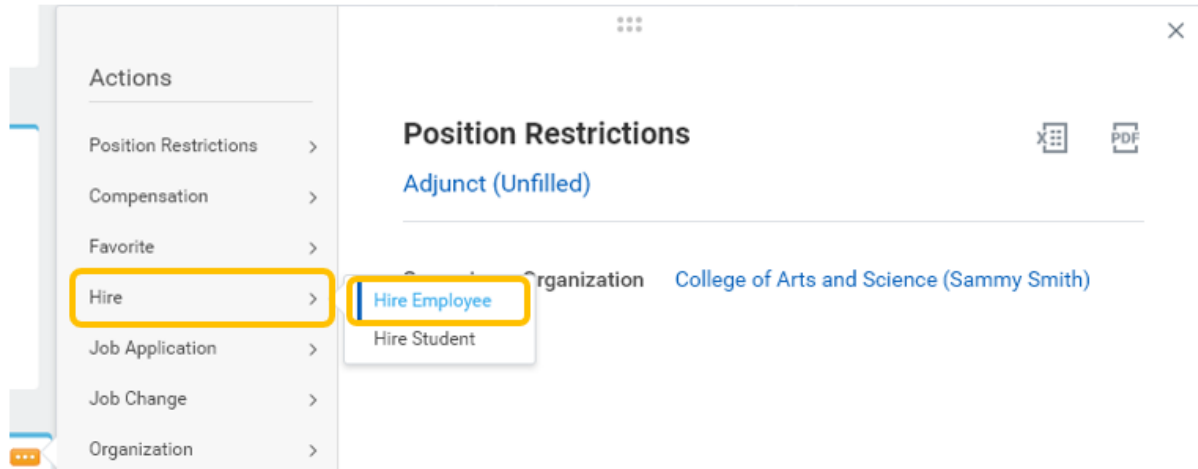 Actions
Position Restrictions
Compensation
Favorite
Hire
Job Application
Job Change
Organization
Hire Employee
Hire Student
Position Restrictions
PDF
Adjunct (Unfilled)
Organization College of Arts and Science (Sammy Smith)